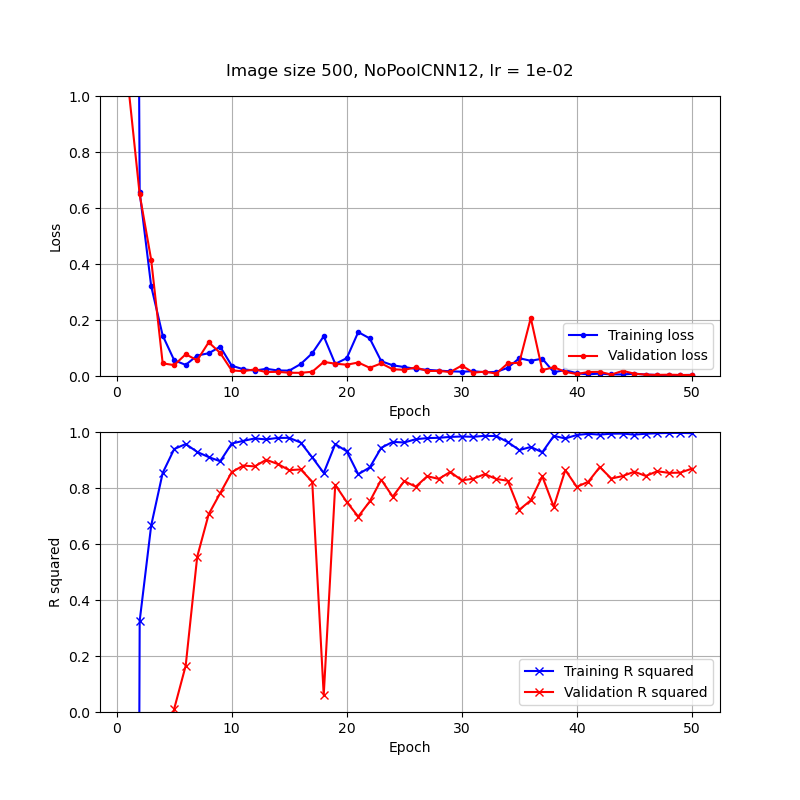 Image size 500, NoPoolCNN12, lr = 1e-02
1.0
0.8
0.6
0.4
0.2
0.0
Loss
Training loss
Validation loss
0 10 20 30 40 50
Epoch
1.0
0.8
0.6
0.4
0.2
0.0
R squared
Training R squared
Validation R squared
0 10 20 30 40 50
Epoch